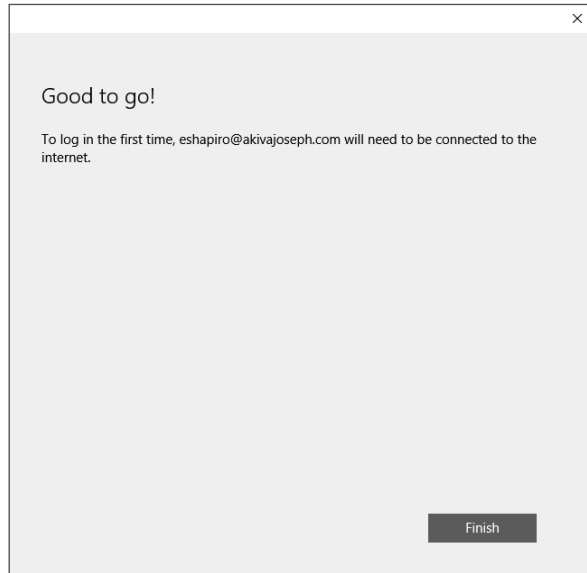 Good to go!
To log in the first time, eshapiro@akivajoseph.com will need to be connected to the
internet.
Finish